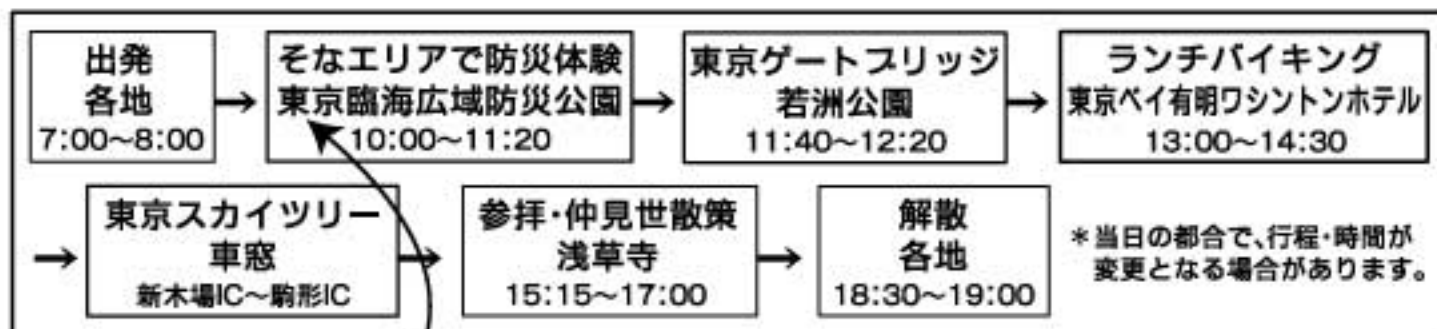 出発
各地
7:00～8:00
そなエリアで防災体験
東京臨海広域防災公園
10:00～11:20
東京ゲートブリッジ
若洲公園
11:40～12:20
ランチバイキング
東京ベイ有明ワシントンホテル
13:00～14:30
東京スカイツリー
車窓
新木場IC～駒形IC
参拝・仲見世散策
浅草寺
15:15～17:00
解散
各地
18:30～19:00
＊当日の都合で、行程・時間が
変更となる場合があります。